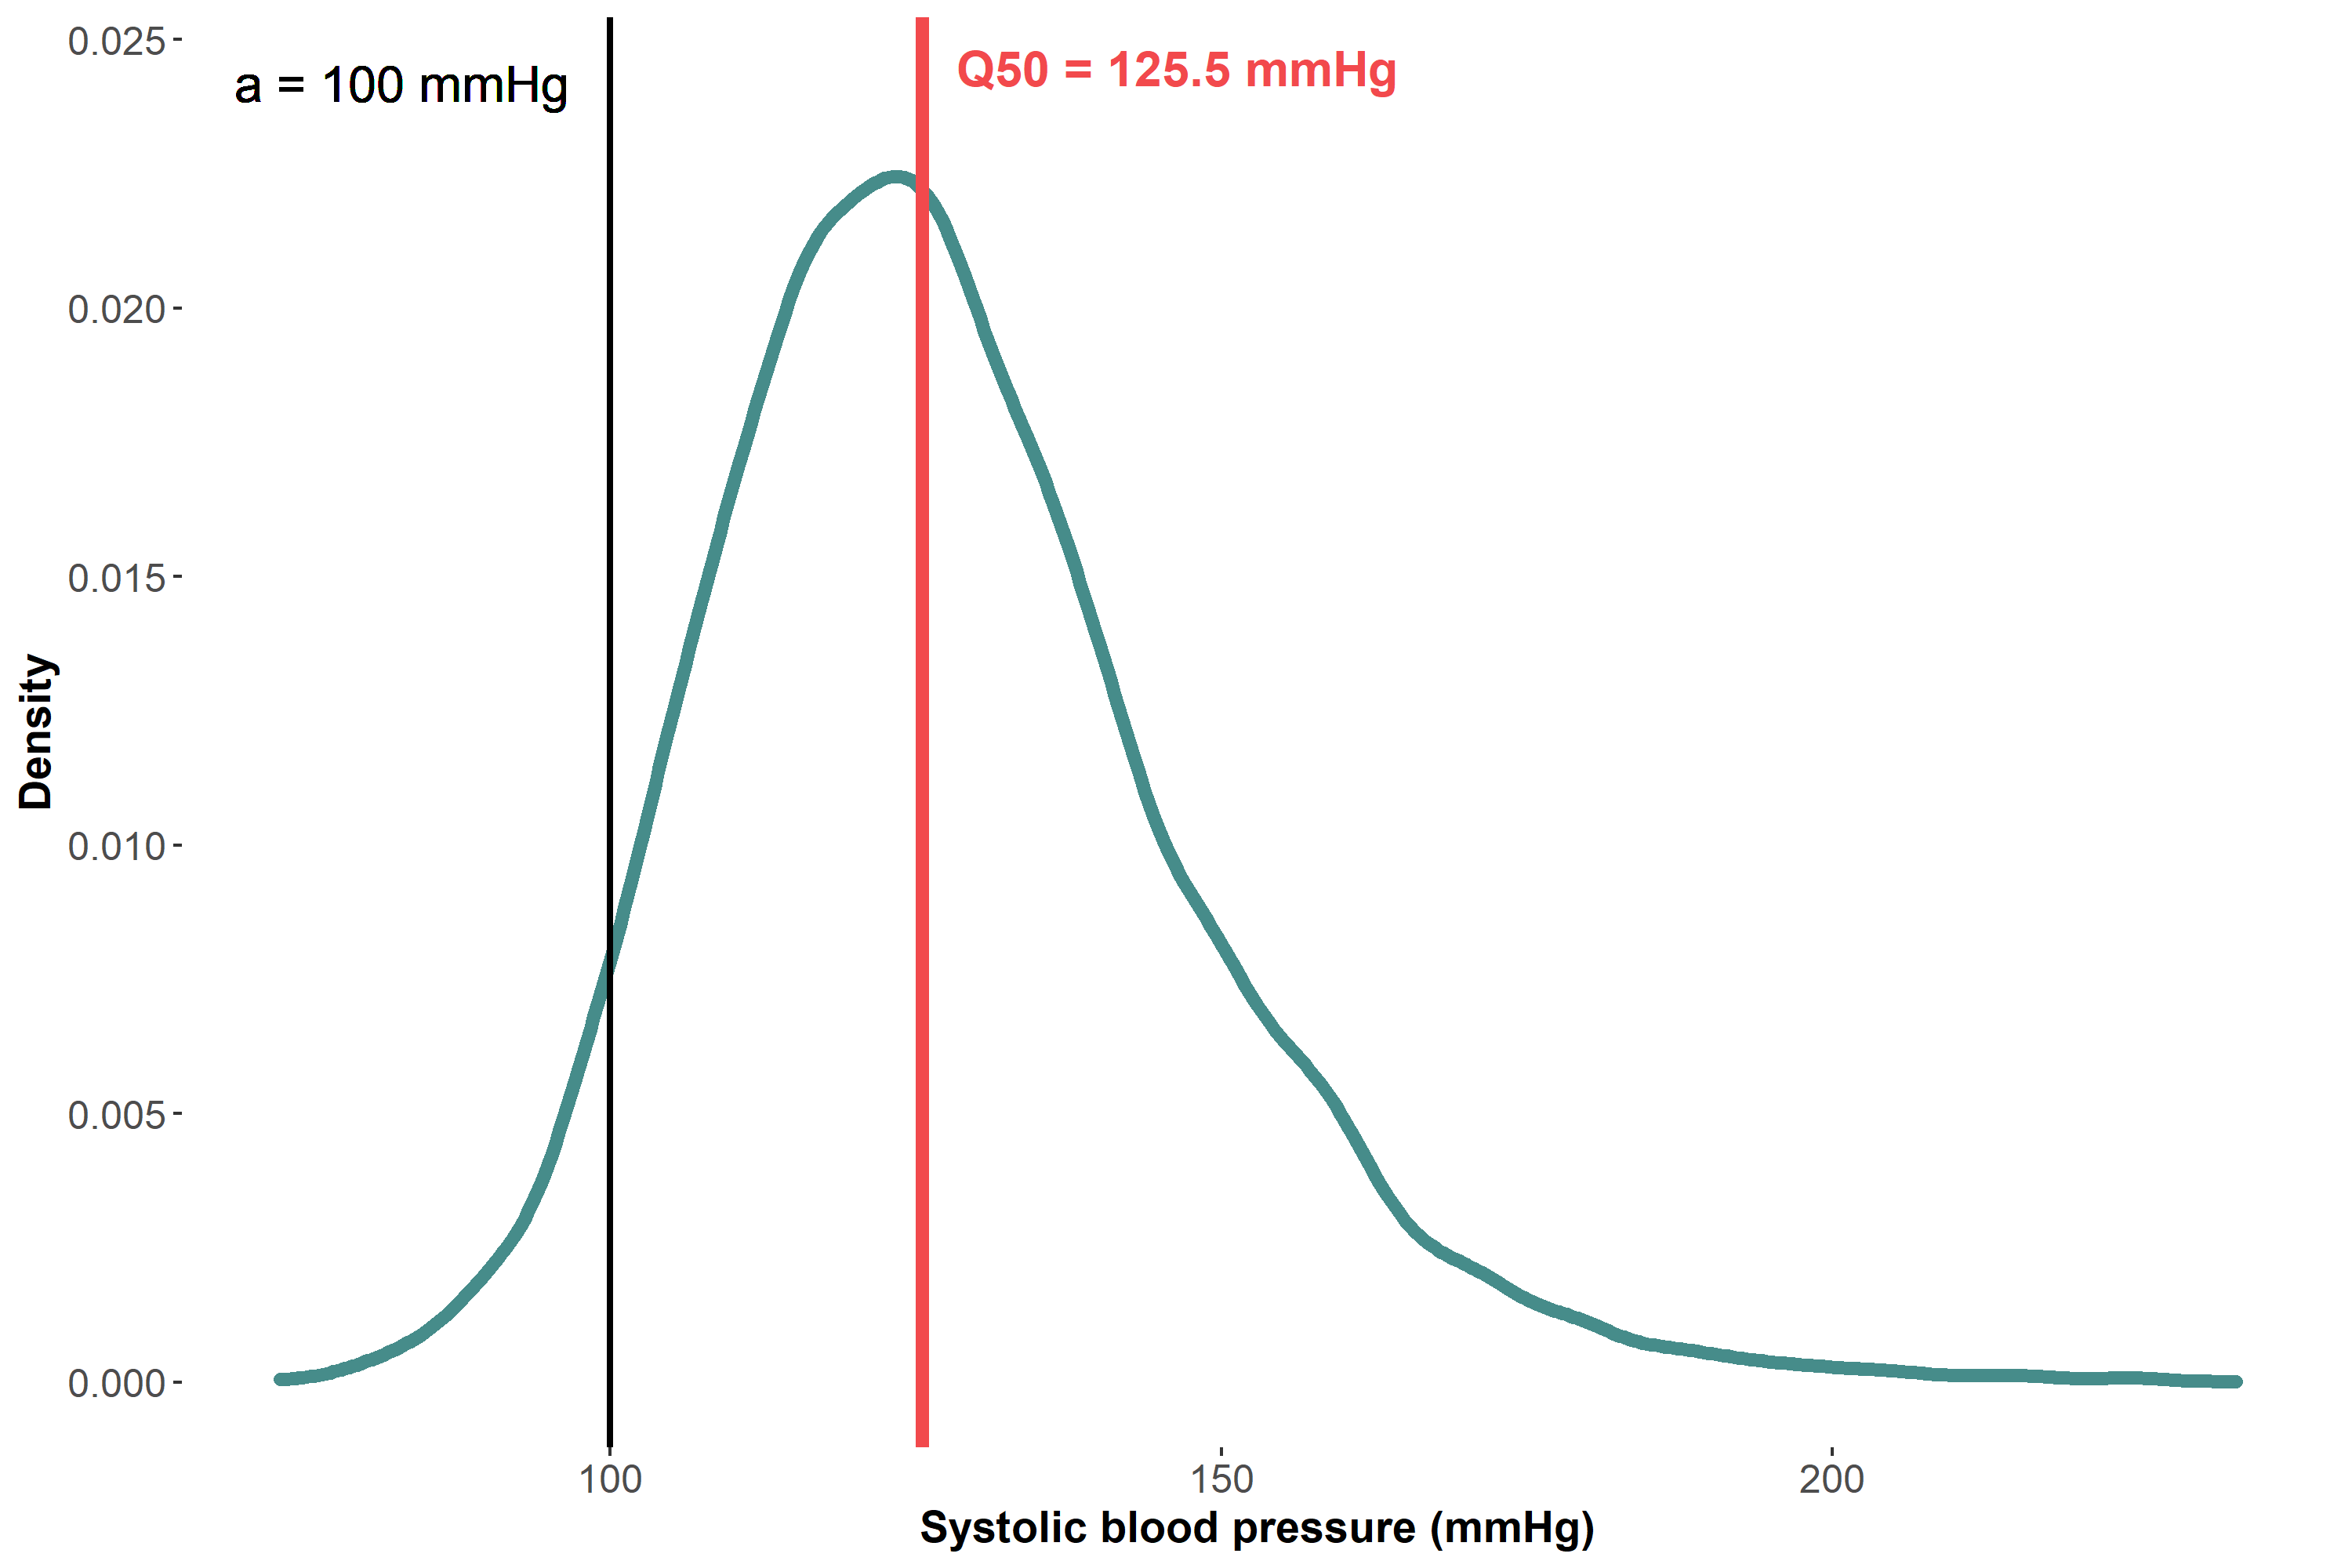 a = 100 mmHg
Q50 = 125.5 mmHg
0.025
0.020
0.015
0.010
0.005
0.000
Density
100
150
200
Systolic blood pressure (mmHg)